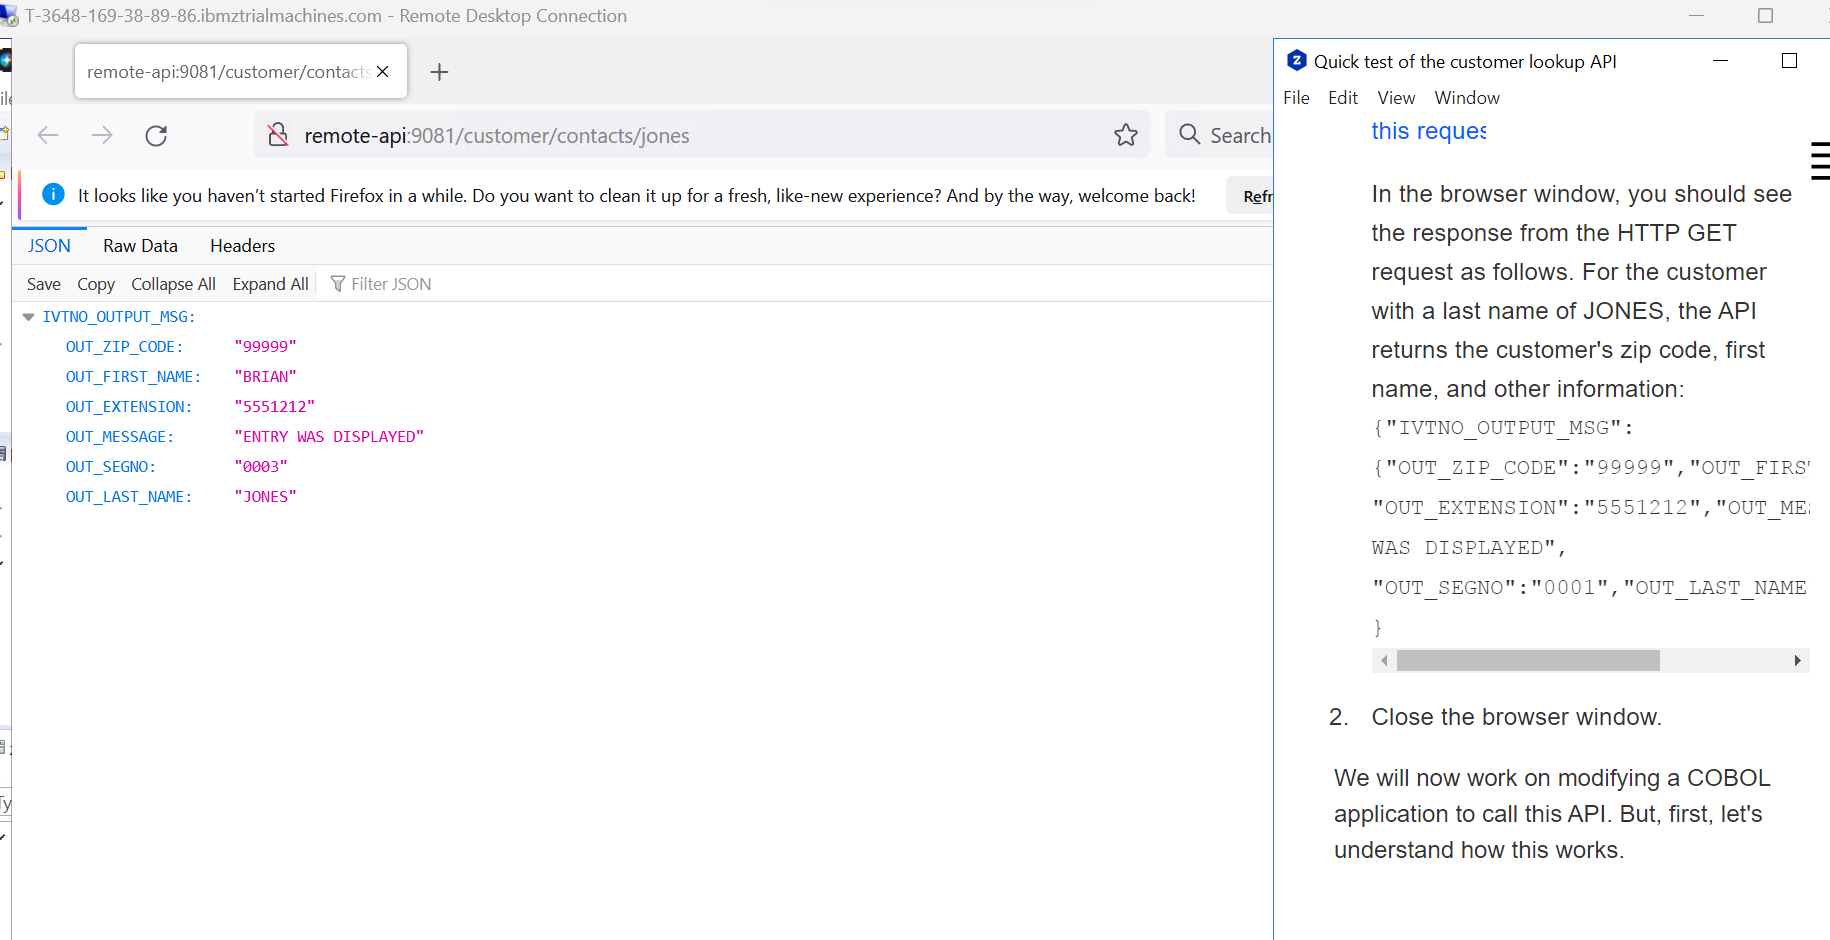 T-3648-169-38-89-86.ibmztrialmachines.com - Remote Desktop Connection
remote-api:9081/customer/contacts
remote-api:9081/customer/contacts/jones
Search
It looks like you haven't started Firefox in a while. Do you want to clean it up for a fresh, like-new experience? And by the way, welcome back!
Refr
JSON Raw Data Headers
Save Copy Collapse All Expand All Filter JSON
IVTNO_OUTPUT_MSG:
OUT_ZIP_CODE: "99999"
OUT_FIRST_NAME: "BRIAN"
OUT_EXTENSION: "5551212"
OUT_MESSAGE: "ENTRY WAS DISPLAYED"
OUT_SEGNO: "0003"
OUT_LAST_NAME: "JONES"
Quick test of the customer lookup API
File Edit View Window
this reques
In the browser window, you should see
the response from the HTTP GET
request as follows. For the customer
with a last name of JONES, the API
returns the customer's zip code, first
name, and other information:
{"IVTNO_OUTPUT_MSG":
{"OUT_ZIP_CODE":"99999","OUT_FIRS
"OUT_EXTENSION":"5551212","OUT_ME
WAS DISPLAYED",
"OUT_SEGNO":"0001","OUT_LAST_NAME
}
2. Close the browser window.
We will now work on modifying a COBOL
application to call this API. But, first, let's
understand how this works.